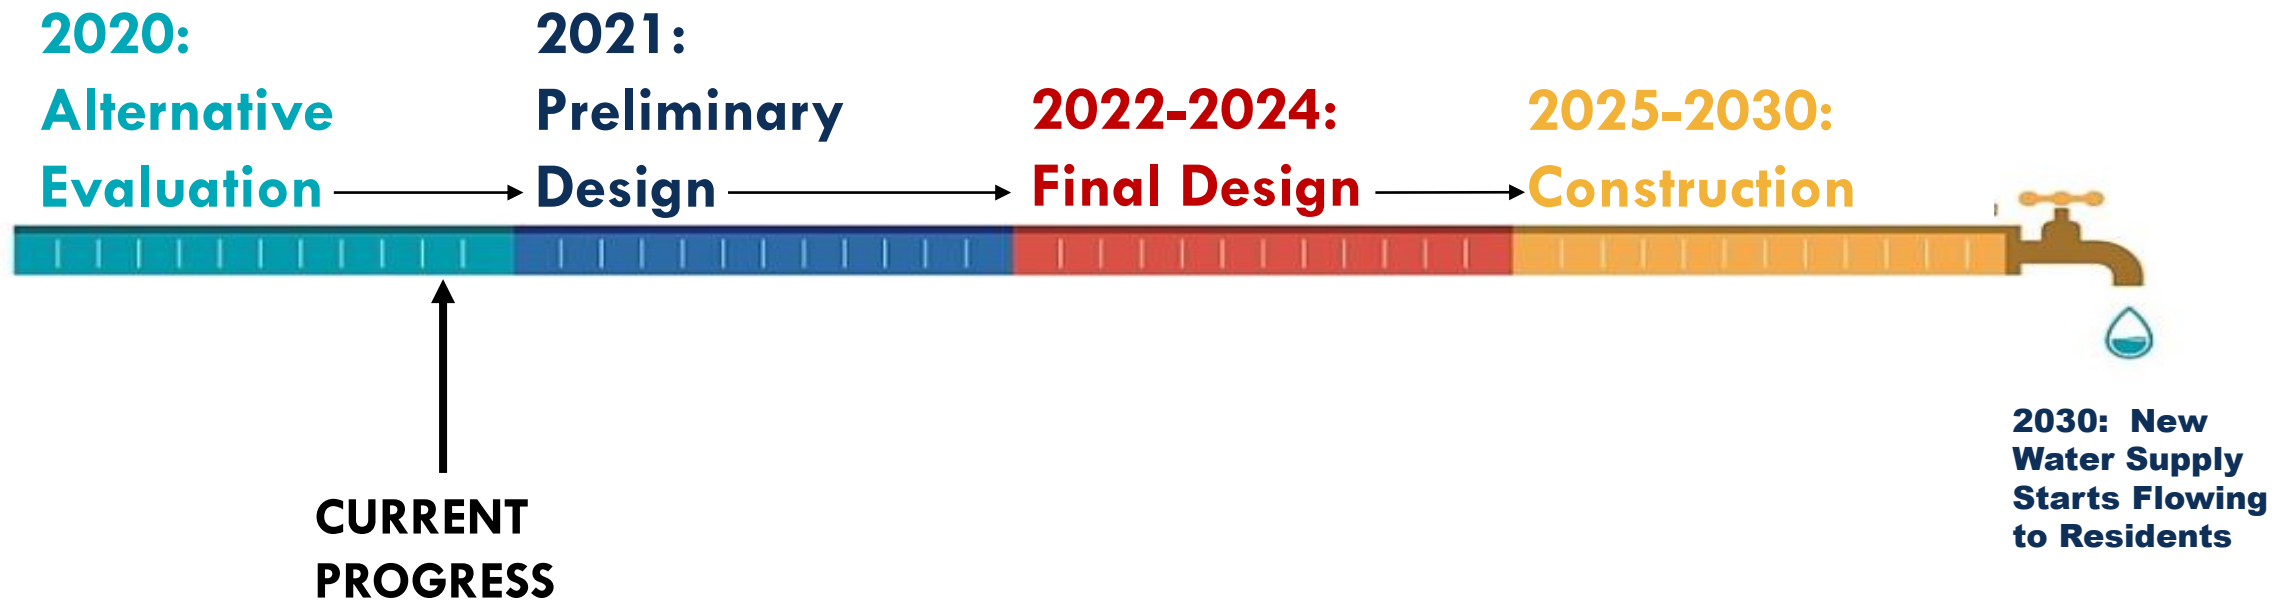 2020:
Alternative
Evaluation
2021:
Preliminary
Design
2022-2024:
Final Design
2025-2030:
Construction
CURRENT
PROGRESS
2030: New
Water Supply
Starts Flowing
to Residents